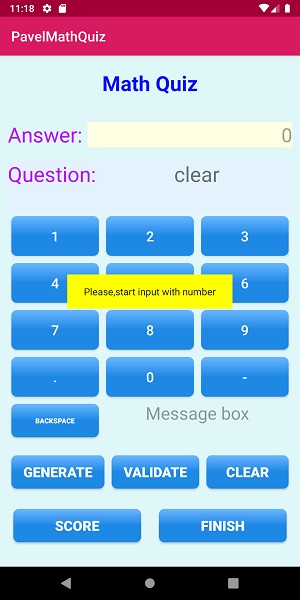 11:18
PavelMathQuiz
Math Quiz
Answer: 0
Question: clear
1 2 3
4 6
Please,start input with number
7 8 9
. 0 -
BACKSPACE Message box
GENERATE VALIDATE CLEAR
SCORE FINISH